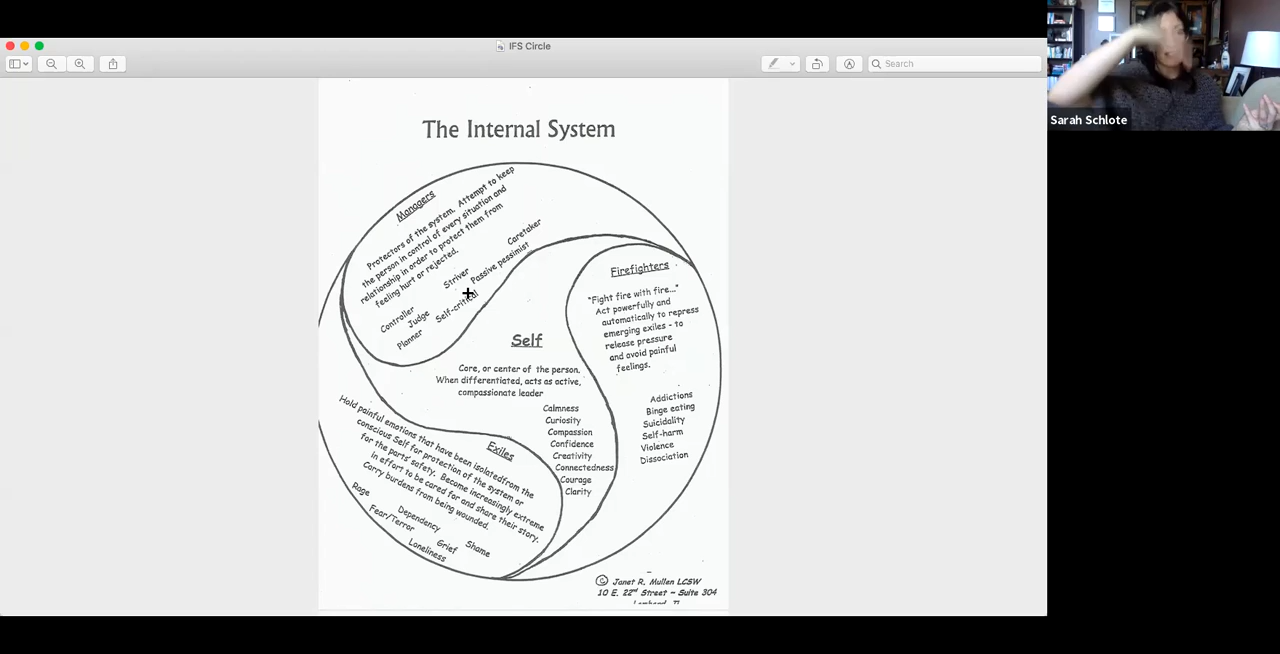 IFS Circle
Search
Sarah Schlote
The Internal System
Managers
Protectors of the system. Attempt to keep
the person in control of every situation and
relationship in order to protect them from
feeling hurt or rejected.
Caretaker
Striver
Passive pessimist
Controller
Judge
Self-critical
Planner
Firefighters
"Fight fire with fire..."
Act powerfully and
automatically to repress
emerging exiles - to
release pressure
and avoid painful
feelings.
Addictions
Binge eating
Suicidality
Self-harm
Violence
Dissociation
Self
Core, or center of the person.
When differentiated, acts as active,
compassionate leader
Calmness
Curiosity
Compassion
Confidence
Creativity
Connectedness
Courage
Clarity
Exiles
Hold painful emotions that have been isolated from the
conscious Self for protection of the system or
for the parts' safety. Become increasingly extreme
in effort to be cared for and share their story.
Carry burdens from being wounded.
Rage
Dependency
Fear/Terror
Grief
Shame
Loneliness
© Janet R. Mullen LCSW
10 E. 22nd Street - Suite 304